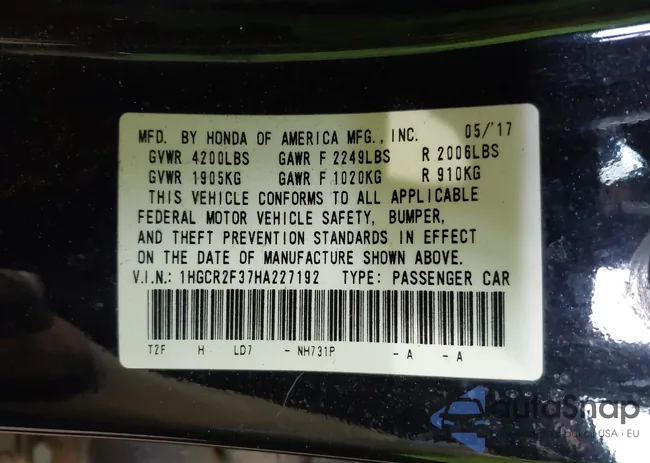 MFD. BY HONDA OF AMERICA MFG., INC. 05/'17
GVWR 4200LBS GAWR F 2249LBS R 2006LBS
GVWR 1905KG GAWR F 1020KG R 910KG
THIS VEHICLE CONFORMS TO ALL APPLICABLE
FEDERAL MOTOR VEHICLE SAFETY, BUMPER,
AND THEFT PREVENTION STANDARDS IN EFFECT
ON THE DATE OF MANUFACTURE SHOWN ABOVE.
V.I.N.: 1HGCR2F37HA227192 TYPE: PASSENGER CAR
T2F H LD7 - NH731P - A - A
autoSnap
USA | EU